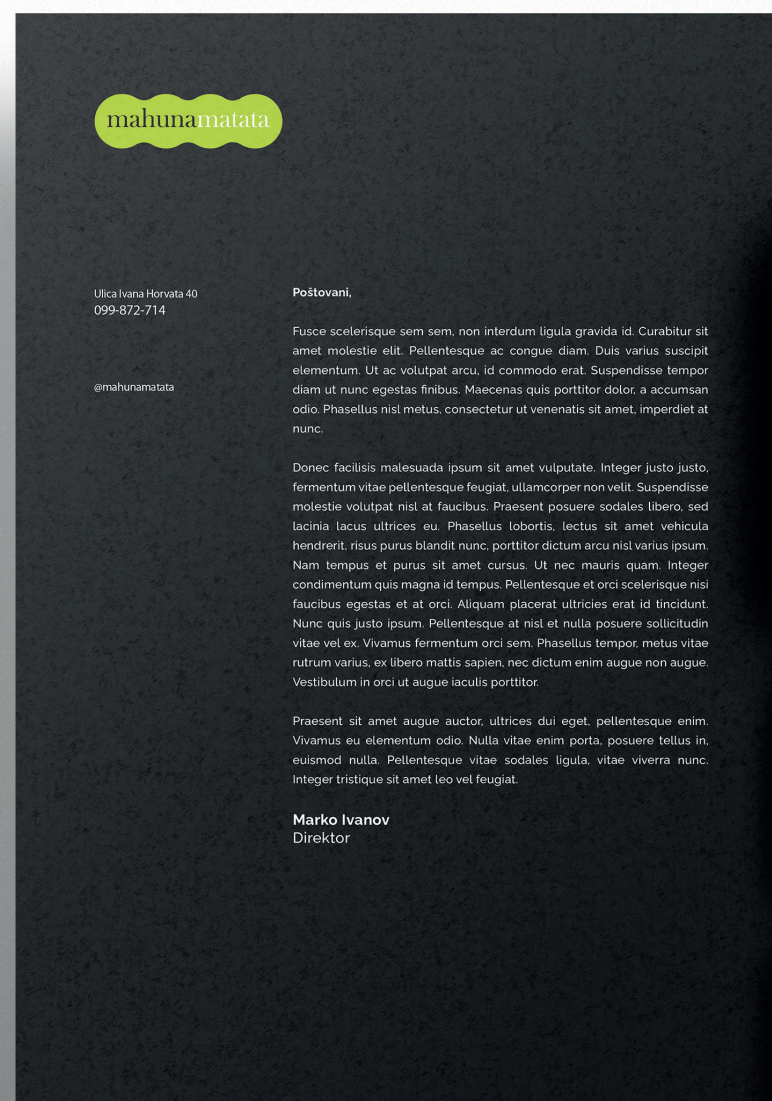 mahunamatata
Ulica Ivana Horvata 40
099-872-714
@mahunamatata
Poštovani,
Fusce scelerisque sem sem, non interdum ligula gravida id. Curabitur sit
amet molestie elit. Pellentesque ac congue diam. Duis varius suscipit
elementum. Ut ac volutpat arcu, id commodo erat. Suspendisse tempor
diam ut nunc egestas finibus. Maecenas quis porttitor dolor, a accumsan
odio. Phasellus nisl metus, consectetur ut venenatis sit amet, imperdiet at
nunc.
Donec facilisis malesuada ipsum sit amet vulputate. Integer justo justo,
fermentum vitae pellentesque feugiat, ullamcorper non velit. Suspendisse
molestie volutpat nisl at faucibus. Praesent posuere sodales libero, sed
lacinia lacus ultrices eu. Phasellus lobortis, lectus sit amet vehicula
hendrerit, risus purus blandit nunc, porttitor dictum arcu nisl varius ipsum.
Nam tempus et purus sit amet cursus. Ut nec mauris quam. Integer
condimentum quis magna id tempus. Pellentesque et orci scelerisque nisi
faucibus egestas et at orci. Aliquam placerat ultricies erat id tincidunt.
Nunc quis justo ipsum. Pellentesque at nisl et nulla posuere sollicitudin
vitae vel ex. Vivamus fermentum orci sem. Phasellus tempor, metus vitae
rutrum varius, ex libero mattis sapien, nec dictum enim augue non augue.
Vestibulum in orci ut augue iaculis porttitor.
Praesent sit amet augue auctor, ultrices dui eget, pellentesque enim.
Vivamus eu elementum odio. Nulla vitae enim porta, posuere tellus in,
euismod nulla. Pellentesque vitae sodales ligula, vitae viverra nunc.
Integer tristique sit amet leo vel feugiat.
Marko Ivanov
Direktor